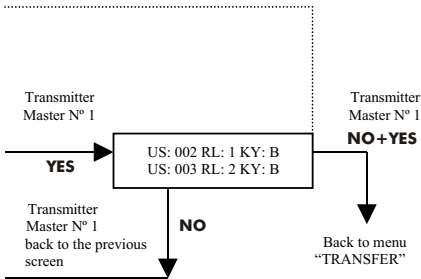 Transmitter
Master Nº 1
YES
US: 002 RL: 1 KY: B
US: 003 RL: 2 KY: B
Transmitter
Master Nº 1
NO+YES
Transmitter
Master Nº 1
back to the previous
screen
NO
Back to menu
“TRANSFER”